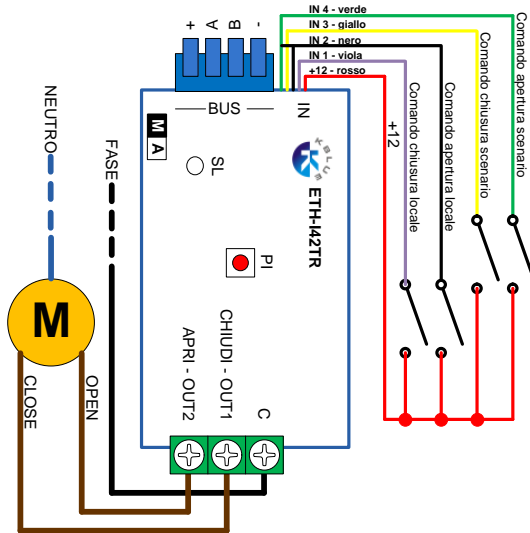 + A B -
BUS
IN
IN 4 - verde
IN 3 - giallo
IN 2 - nero
IN 1 - viola
+12 - rosso
+12
Comando chiusura locale
Comando apertura locale
Comando chiusura scenario
Comando apertura scenario
M A
SL
KBLUE
ETH-I42TR
PI
NEUTRO
FASE
M
CLOSE
OPEN
APRI - OUT2
CHIUDI - OUT1
C